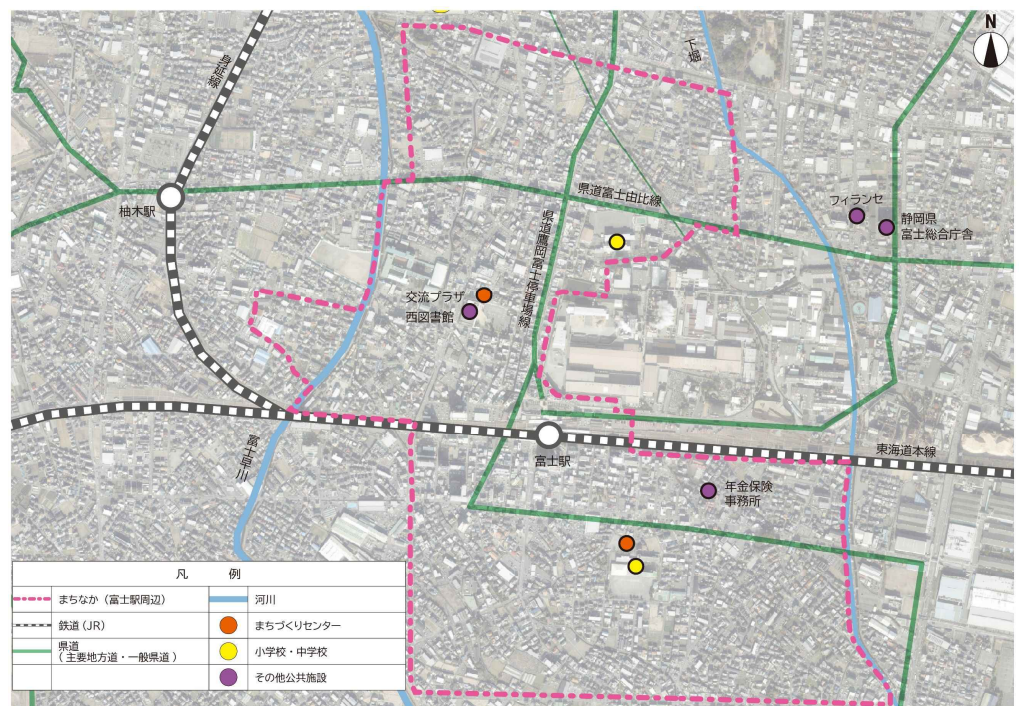 N
身延線
下堀
柚木駅
県道富士由比線
フィランセ
静岡県
富士総合庁舎
県道鷹岡富士停車場線
交流プラザ
西図書館
富士早川
富士駅
東海道本線
年金保険
事務所
凡 例
まちなか（富士駅周辺）
河川
鉄道（JR）
まちづくりセンター
県道
（主要地方道・一般県道）
小学校・中学校
その他公共施設